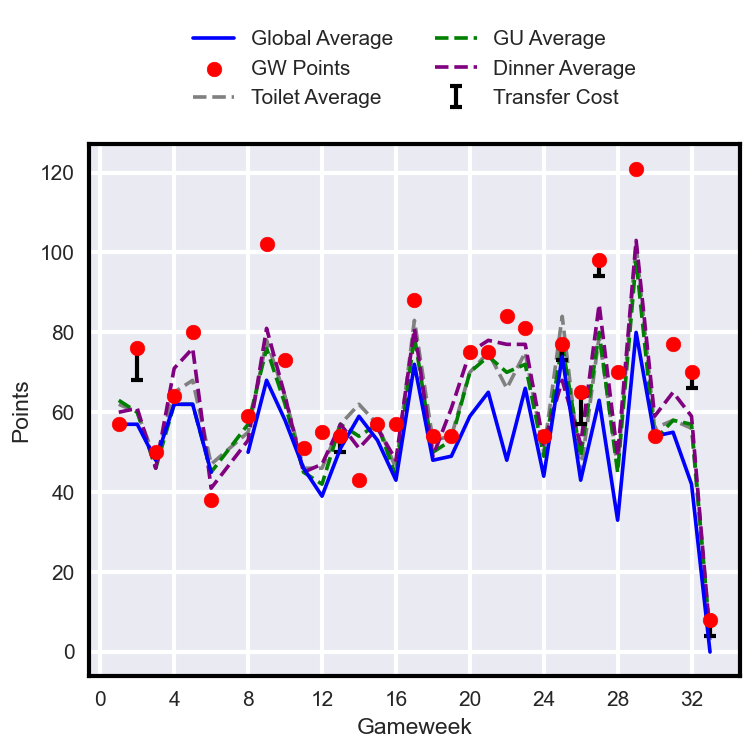 Global Average
GW Points
Toilet Average
GU Average
Dinner Average
Transfer Cost
Points
120
100
80
60
40
20
0
0 4 8 12 16 20 24 28 32
Gameweek